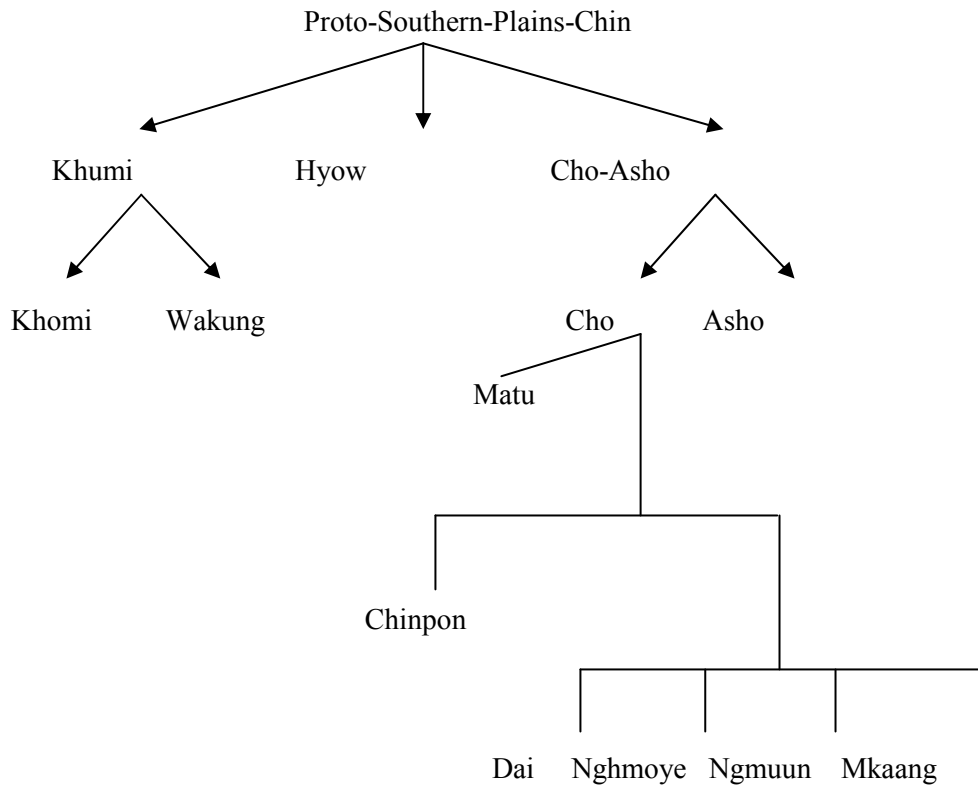 Proto-Southern-Plains-Chin
Khumi Hyow Cho-Asho
Khomi Wakung Cho Asho
Matu
Chinpon
Dai Nghmoye Ngmuun Mkaang